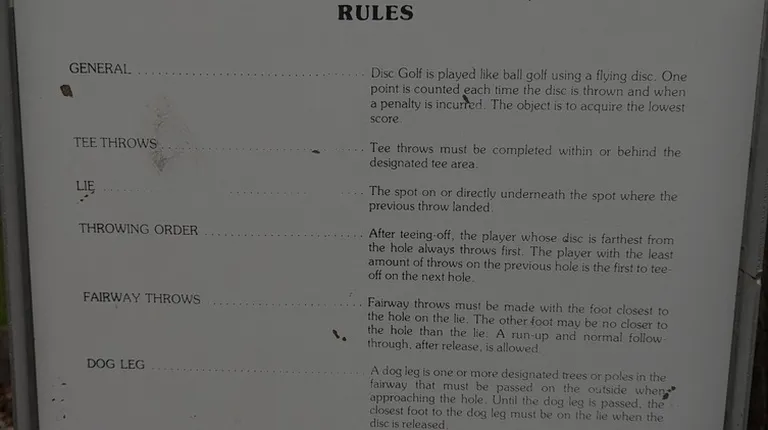 RULES
GENERAL
Disc Golf is played like ball golf using a flying disc. One
point is counted each time the disc is thrown and when
a penalty is incurred. The object is to acquire the lowest
score.
TEE THROWS
Tee throws must be completed within or behind the
designated tee area.
LIE
The spot on or directly underneath the spot where the
previous throw landed.
THROWING ORDER
After teeing-off, the player whose disc is farthest from
the hole always throws first. The player with the least
amount of throws on the previous hole is the first to tee-
off on the next hole.
FAIRWAY THROWS
Fairway throws must be made with the foot closest to
the hole on the lie. The other foot may be no closer to
the hole than the lie. A run-up and normal follow-
through, after release, is allowed.
DOG LEG
A dog leg is one or more designated trees or poles in the
fairway that must be passed on the outside when
approaching the hole. Until the dog leg is passed, the
closest foot to the dog leg must be on the lie when the
disc is released.